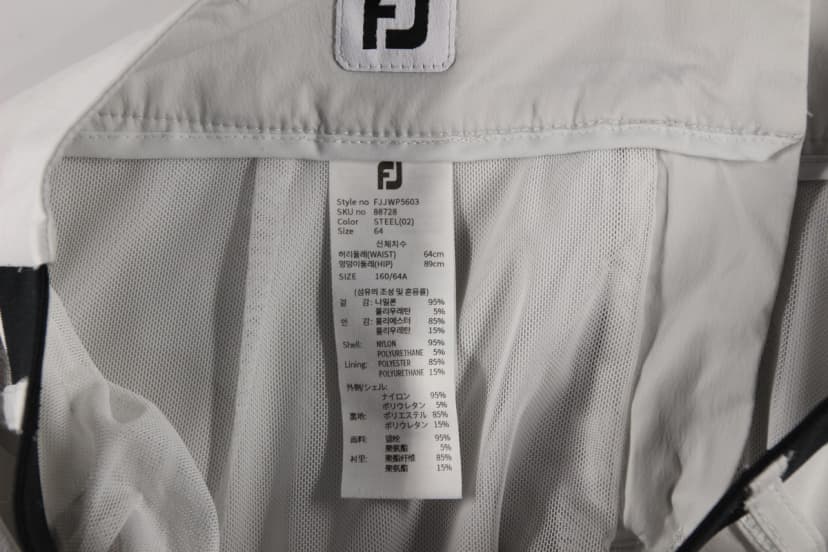 FJ
FJ
Style no FJJWP5603
SKU no 88728
Color STEEL(02)
Size 64
신체치수
허리둘레(WAIST) 64cm
엉덩이둘레(HIP) 89cm
SIZE 160/64A
(섬유의 조성 및 혼용률)
겉 감: 나일론 95%
폴리우레탄 5%
안 감: 폴리에스터 85%
폴리우레탄 15%
Shell: NYLON 95%
POLYURETHANE 5%
Lining: POLYESTER 85%
POLYURETHANE 15%
外側/シェル:
ナイロン 95%
ポリウレタン 5%
裏地: ポリエステル 85%
ポリウレタン 15%
面料: 锦纶 95%
聚氨酯 5%
衬里: 聚酯纤维 85%
聚氨酯 15%